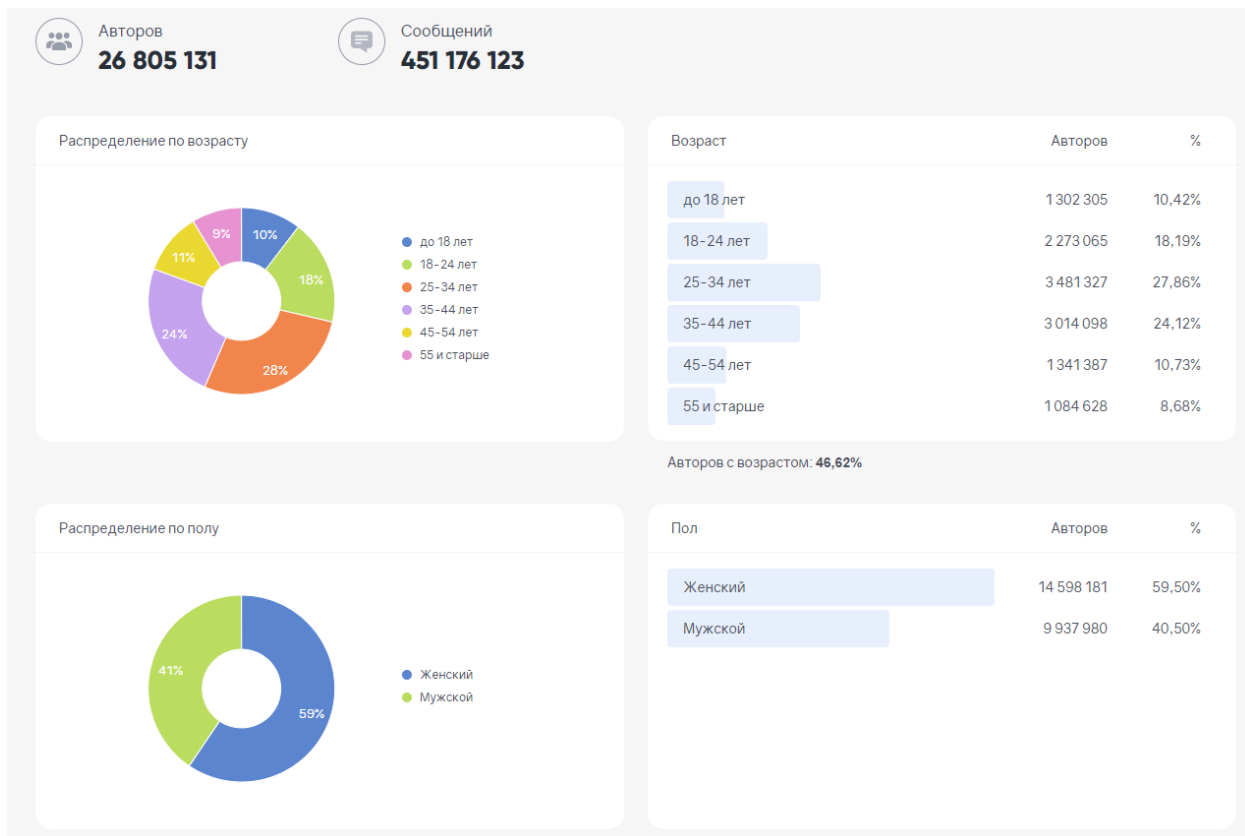 Авторов
26 805 131
Сообщений
451 176 123
Распределение по возрасту
9%
10%
11%
18%
24%
28%
до 18 лет
18-24 лет
25-34 лет
35-44 лет
45-54 лет
55 и старше
Возраст Авторов %
до 18 лет 1 302 305 10,42%
18-24 лет 2 273 065 18,19%
25-34 лет 3 481 327 27,86%
35-44 лет 3 014 098 24,12%
45-54 лет 1 341 387 10,73%
55 и старше 1 084 628 8,68%
Авторов с возрастом: 46,62%
Распределение по полу
41%
59%
Женский
Мужской
Пол Авторов %
Женский 14 598 181 59,50%
Мужской 9 937 980 40,50%